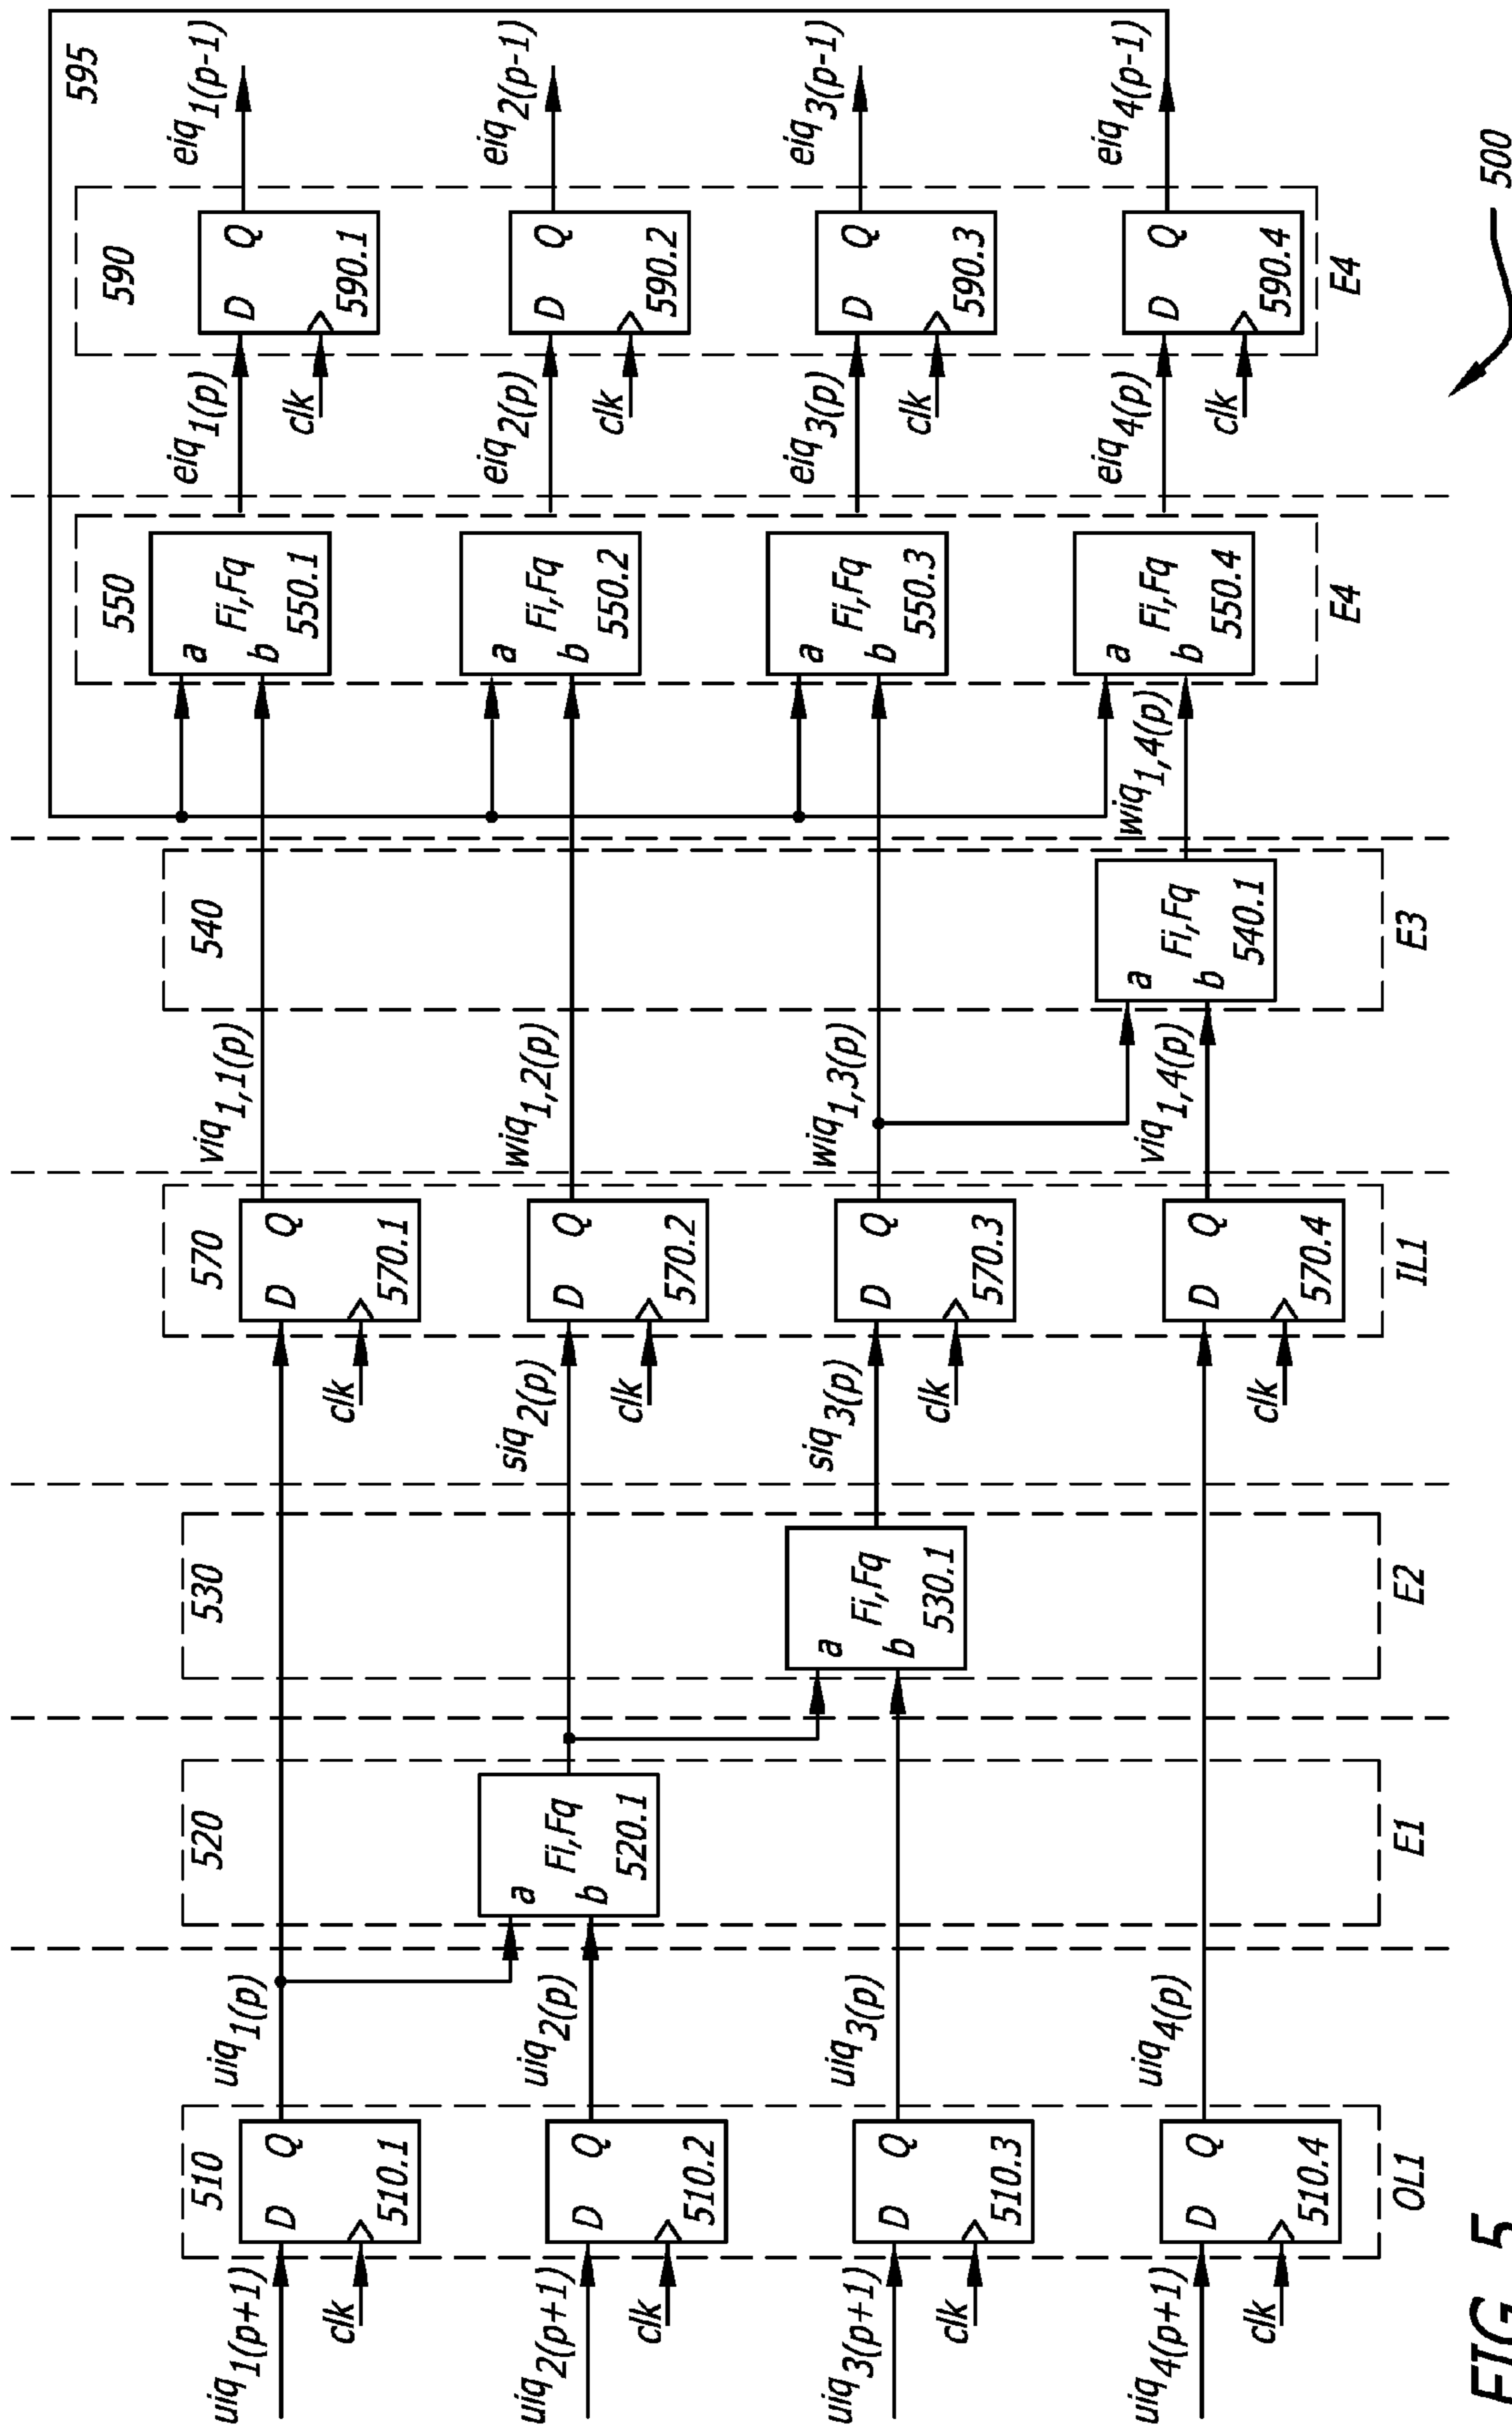 510
520
530
570
540
550
590
595
uiq1(p+1)
D Q
clk
510.1
uiq1(p)
D Q
clk
570.1
viq1,1(p)
a
Fi,Fq
b
550.1
eiq1(p)
D Q
clk
590.1
eiq1(p-1)
uiq2(p+1)
D Q
clk
510.2
uiq2(p)
a
Fi,Fq
b
520.1
siq2(p)
D Q
clk
570.2
wiq1,2(p)
a
Fi,Fq
b
550.2
eiq2(p)
D Q
clk
590.2
eiq2(p-1)
uiq3(p+1)
D Q
clk
510.3
uiq3(p)
a
Fi,Fq
b
530.1
siq3(p)
D Q
clk
570.3
wiq1,3(p)
a
Fi,Fq
b
550.3
eiq3(p)
D Q
clk
590.3
eiq3(p-1)
uiq4(p+1)
D Q
clk
510.4
uiq4(p)
D Q
clk
570.4
viq1,4(p)
a
Fi,Fq
b
540.1
wiq1,4(p)
a
Fi,Fq
b
550.4
eiq4(p)
D Q
clk
590.4
eiq4(p-1)
OL1
E1
E2
IL1
E3
E4
E4
FIG. 5
500